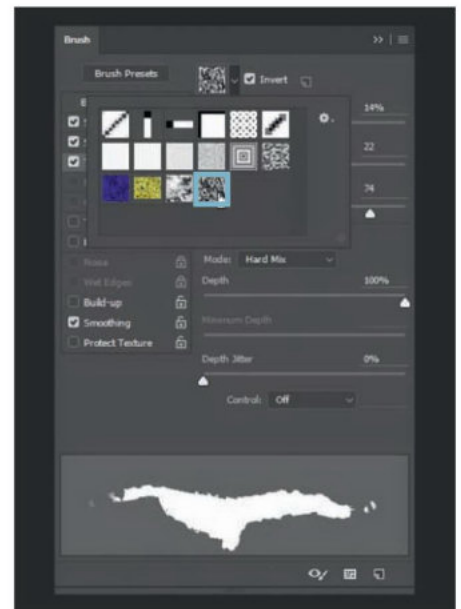 Brush
Brush Presets
Invert
14%
22
74
Mode: Hard Mix
Noise
Wet Edges
Depth
100%
Build-up
Smoothing
Minimum Depth
Protect Texture
Depth Jitter
0%
Control: Off